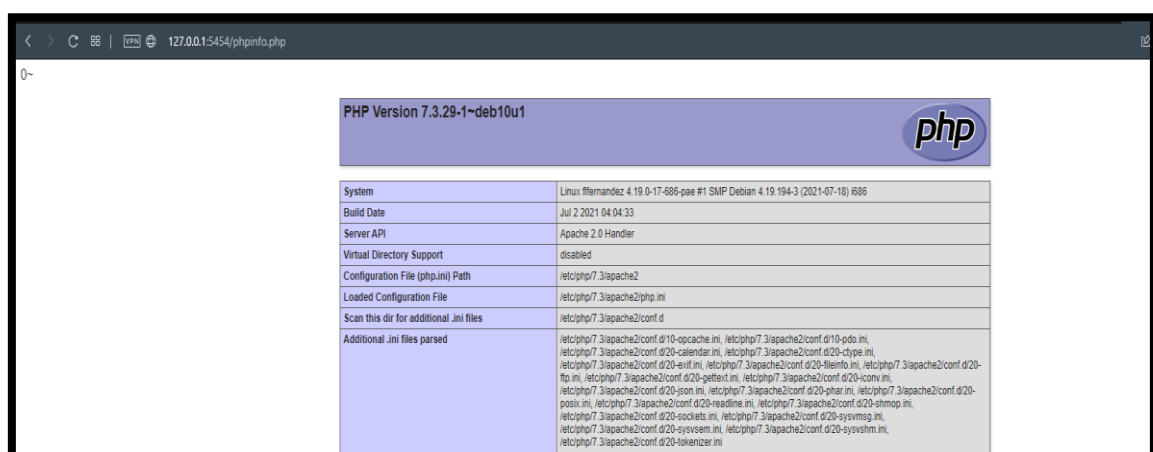 VPN 127.0.0.1:5454/phpinfo.php
0~
PHP Version 7.3.29-1~deb10u1
php
System Linux flfernandez 4.19.0-17-686-pae #1 SMP Debian 4.19.194-3 (2021-07-18) i686
Build Date Jul 2 2021 04:04:33
Server API Apache 2.0 Handler
Virtual Directory Support disabled
Configuration File (php.ini) Path /etc/php/7.3/apache2
Loaded Configuration File /etc/php/7.3/apache2/php.ini
Scan this dir for additional .ini files /etc/php/7.3/apache2/conf.d
Additional .ini files parsed /etc/php/7.3/apache2/conf.d/10-opcache.ini, /etc/php/7.3/apache2/conf.d/10-pdo.ini,
/etc/php/7.3/apache2/conf.d/20-calendar.ini, /etc/php/7.3/apache2/conf.d/20-ctype.ini,
/etc/php/7.3/apache2/conf.d/20-exif.ini, /etc/php/7.3/apache2/conf.d/20-fileinfo.ini, /etc/php/7.3/apache2/conf.d/20-
ftp.ini, /etc/php/7.3/apache2/conf.d/20-gettext.ini, /etc/php/7.3/apache2/conf.d/20-iconv.ini,
/etc/php/7.3/apache2/conf.d/20-json.ini, /etc/php/7.3/apache2/conf.d/20-phar.ini, /etc/php/7.3/apache2/conf.d/20-
posix.ini, /etc/php/7.3/apache2/conf.d/20-readline.ini, /etc/php/7.3/apache2/conf.d/20-shmop.ini,
/etc/php/7.3/apache2/conf.d/20-sockets.ini, /etc/php/7.3/apache2/conf.d/20-sysvmsg.ini,
/etc/php/7.3/apache2/conf.d/20-sysvsem.ini, /etc/php/7.3/apache2/conf.d/20-sysvshm.ini,
/etc/php/7.3/apache2/conf.d/20-tokenizer.ini